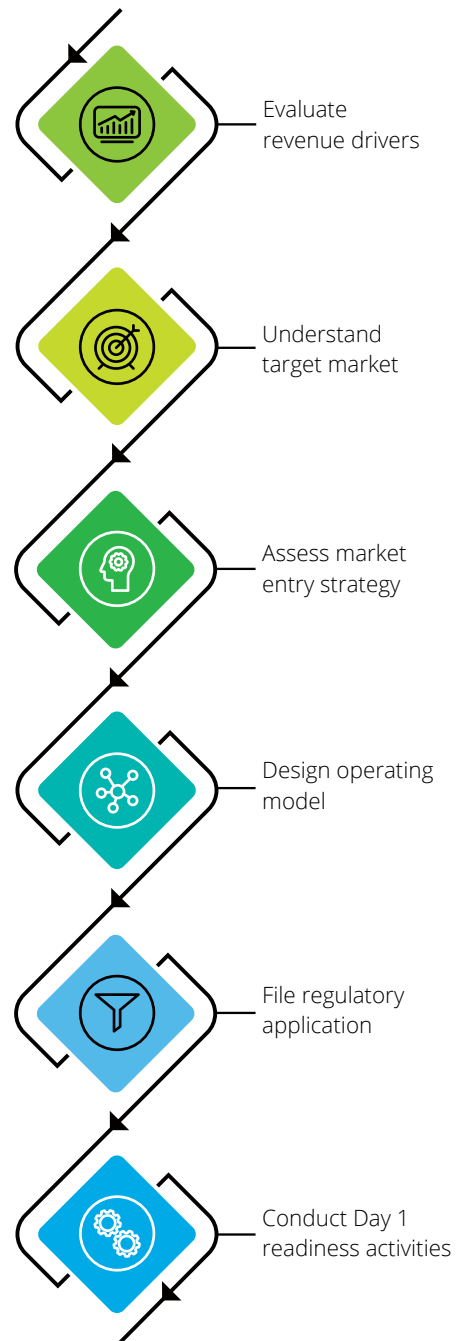 Evaluate
revenue drivers
Understand
target market
Assess market
entry strategy
Design operating
model
File regulatory
application
Conduct Day 1
readiness activities